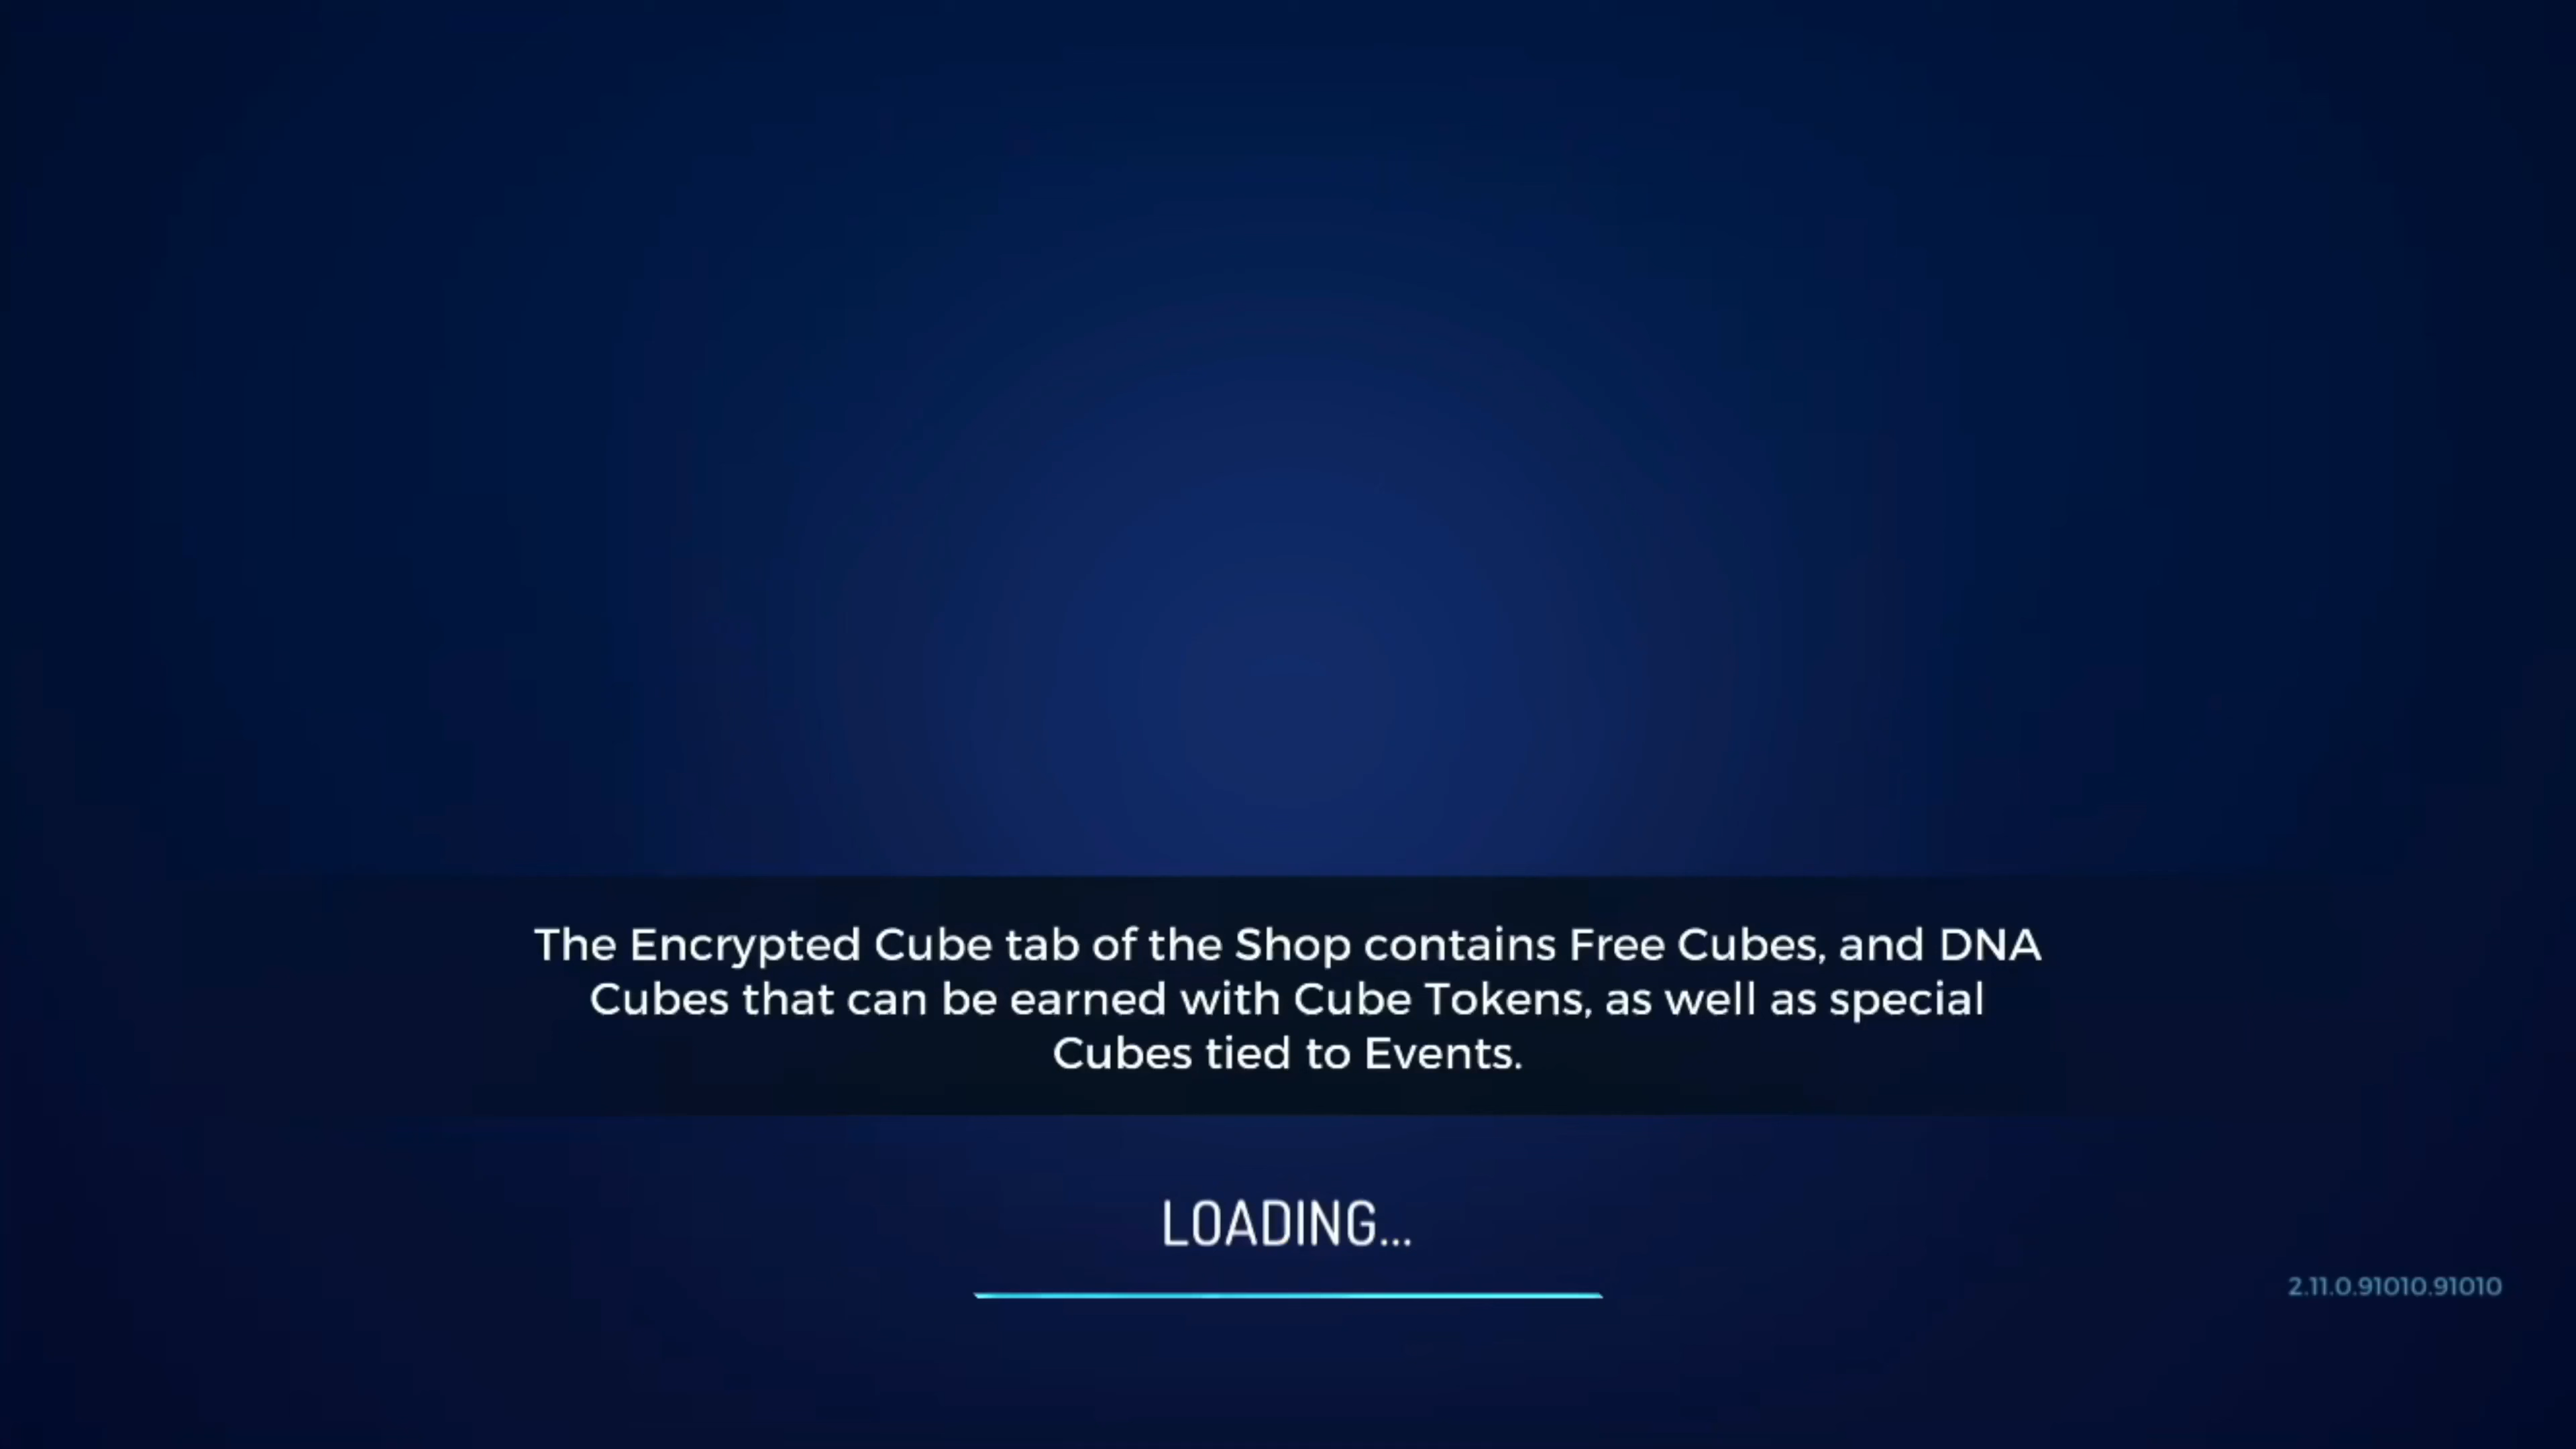 The Encrypted Cube tab of the Shop contains Free Cubes, and DNA
Cubes that can be earned with Cube Tokens, as well as special
Cubes tied to Events.
LOADING...
2.11.0.91010.91010